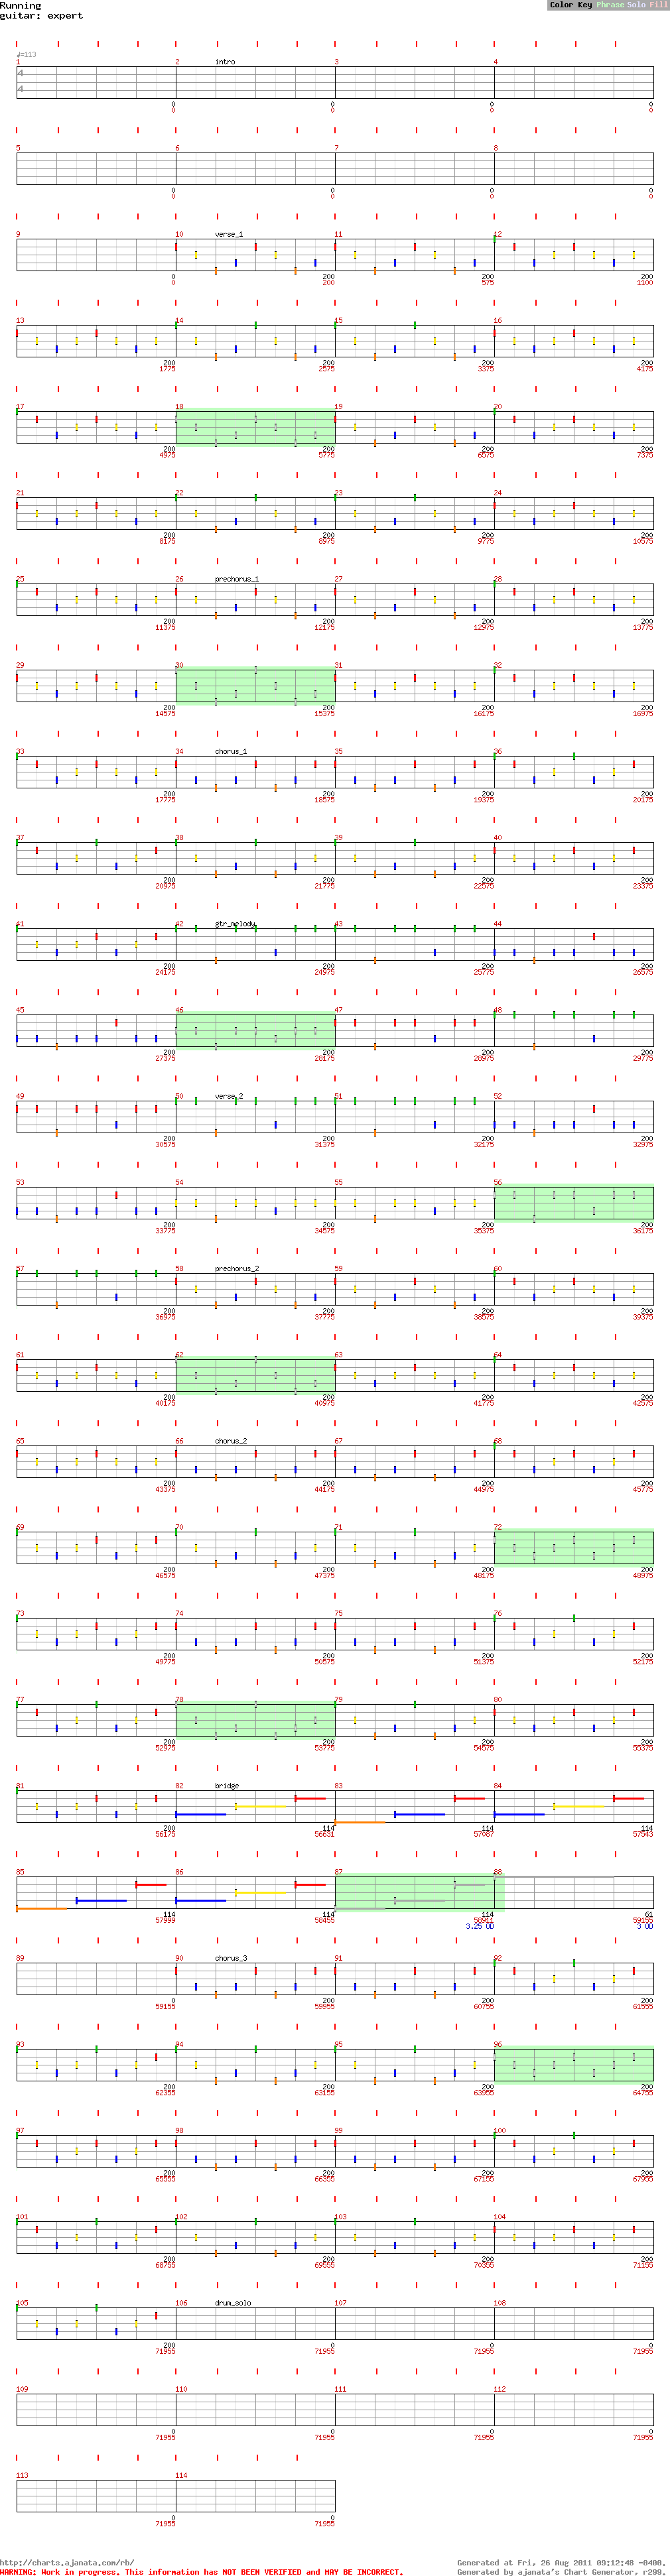 Running
Color Key Phrase Solo Fill
guitar: expert
♩=113
1 2 intro 3 4
4
4
0 0 0 0
0 0 0 0
5 6 7 8
0 0 0 0
0 0 0 0
9 10 verse_1 11 12
0 200 200 200
0 200 575 1100
13 14 15 16
200 200 200 200
1775 2575 3375 4175
17 18 19 20
200 200 200 200
4975 5775 6575 7375
21 22 23 24
200 200 200 200
8175 8975 9775 10575
25 26 prechorus_1 27 28
200 200 200 200
11375 12175 12975 13775
29 30 31 32
200 200 200 200
14575 15375 16175 16975
33 34 chorus_1 35 36
200 200 200 200
17775 18575 19375 20175
37 38 39 40
200 200 200 200
20975 21775 22575 23375
41 42 gtr_melody 43 44
200 200 200 200
24175 24975 25775 26575
45 46 47 48
200 200 200 200
27375 28175 28975 29775
49 50 verse_2 51 52
200 200 200 200
30575 31375 32175 32975
53 54 55 56
200 200 200 200
33775 34575 35375 36175
57 58 prechorus_2 59 60
200 200 200 200
36975 37775 38575 39375
61 62 63 64
200 200 200 200
40175 40975 41775 42575
65 66 chorus_2 67 68
200 200 200 200
43375 44175 44975 45775
69 70 71 72
200 200 200 200
46575 47375 48175 48975
73 74 75 76
200 200 200 200
49775 50575 51375 52175
77 78 79 80
200 200 200 200
52975 53775 54575 55375
81 82 bridge 83 84
200 114 114 114
56175 56631 57087 57543
85 86 87 88
114 114 114 61
57999 58455 58911 59155
3.25 OD 3 OD
89 90 chorus_3 91 92
0 200 200 200
59155 59955 60755 61555
93 94 95 96
200 200 200 200
62355 63155 63955 64755
97 98 99 100
200 200 200 200
65555 66355 67155 67955
101 102 103 104
200 200 200 200
68755 69555 70355 71155
105 106 drum_solo 107 108
200 0 0 0
71955 71955 71955 71955
109 110 111 112
0 0 0 0
71955 71955 71955 71955
113 114
0 0
71955 71955
http://charts.ajanata.com/rb/
Generated at Fri, 26 Aug 2011 09:12:48 -0400.
WARNING: Work in progress. This information has NOT BEEN VERIFIED and MAY BE INCORRECT.
Generated by ajanata's Chart Generator, r299.